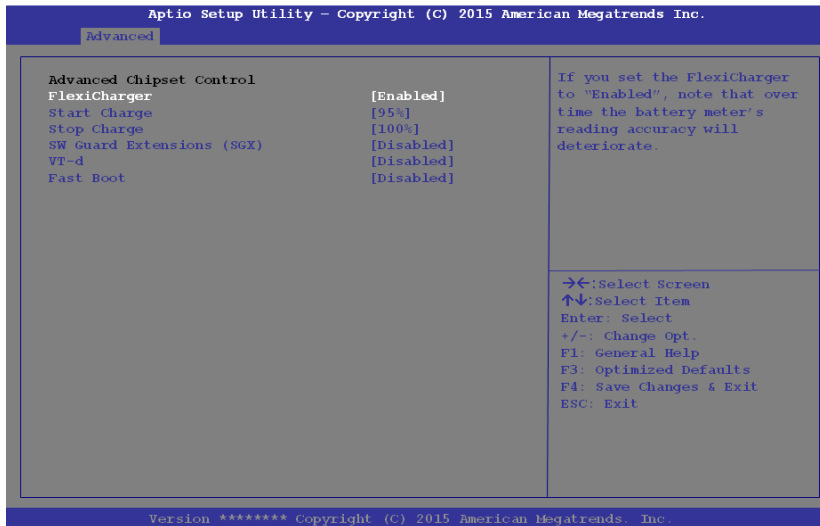 Aptio Setup Utility – Copyright (C) 2015 American Megatrends Inc.
Advanced
Advanced Chipset Control
FlexiCharger [Enabled]
Start Charge [95%]
Stop Charge [100%]
SW Guard Extensions (SGX) [Disabled]
VT-d [Disabled]
Fast Boot [Disabled]
If you set the FlexiCharger
to "Enabled", note that over
time the battery meter's
reading accuracy will
deteriorate.
→←:Select Screen
↑↓:Select Item
Enter: Select
+/-: Change Opt.
F1: General Help
F3: Optimized Defaults
F4: Save Changes & Exit
ESC: Exit
Version ******** Copyright (C) 2015 American Megatrends. Inc.